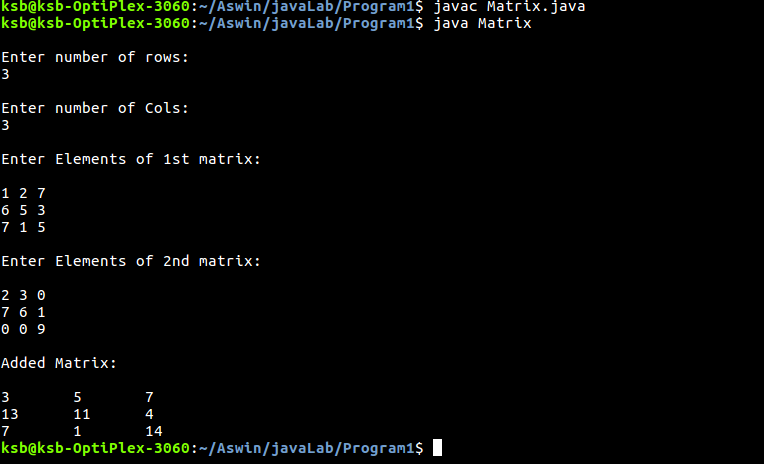 ksb@ksb-OptiPlex-3060:~/Aswin/javaLab/Program1$ javac Matrix.java
ksb@ksb-OptiPlex-3060:~/Aswin/javaLab/Program1$ java Matrix
Enter number of rows:
3
Enter number of Cols:
3
Enter Elements of 1st matrix:
1 2 7
6 5 3
7 1 5
Enter Elements of 2nd matrix:
2 3 0
7 6 1
0 0 9
Added Matrix:
3 5 7
13 11 4
7 1 14
ksb@ksb-OptiPlex-3060:~/Aswin/javaLab/Program1$